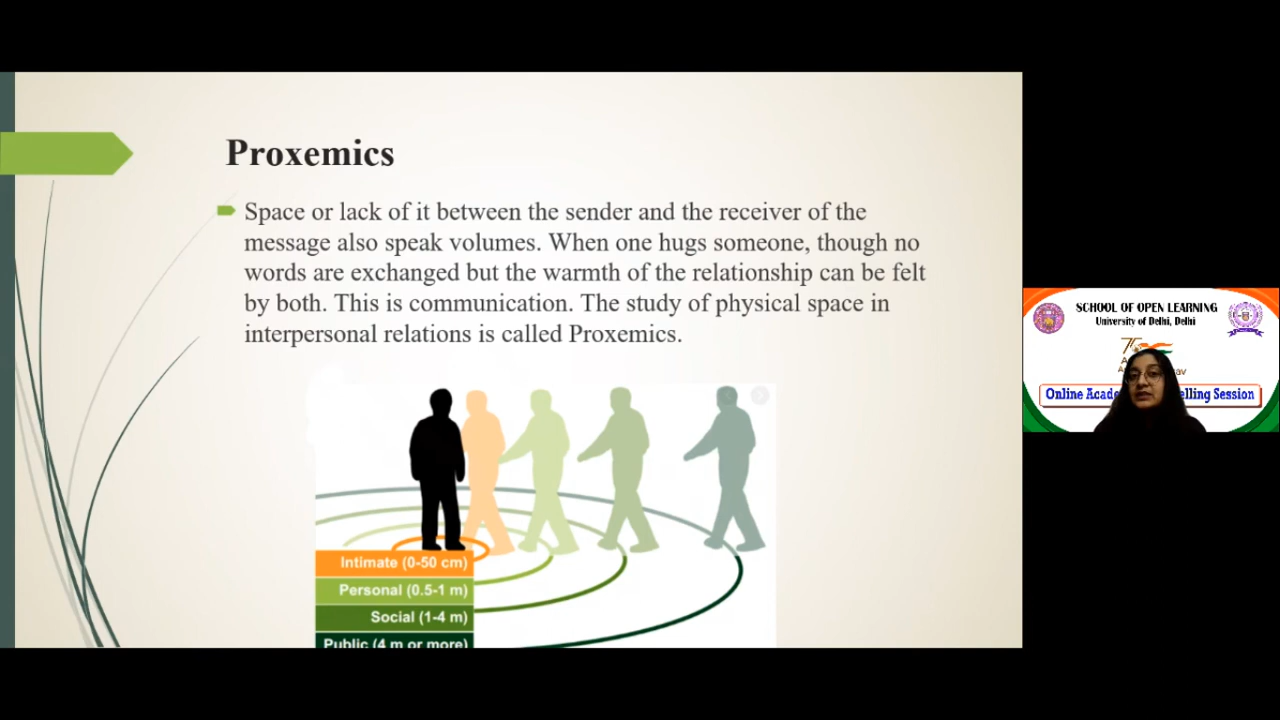 Proxemics
Space or lack of it between the sender and the receiver of the
message also speak volumes. When one hugs someone, though no
words are exchanged but the warmth of the relationship can be felt
by both. This is communication. The study of physical space in
interpersonal relations is called Proxemics.
Intimate (0-50 cm)
Personal (0.5-1 m)
Social (1-4 m)
Public (4 m or more)
SCHOOL OF OPEN LEARNING
University of Delhi, Delhi
Online
Session